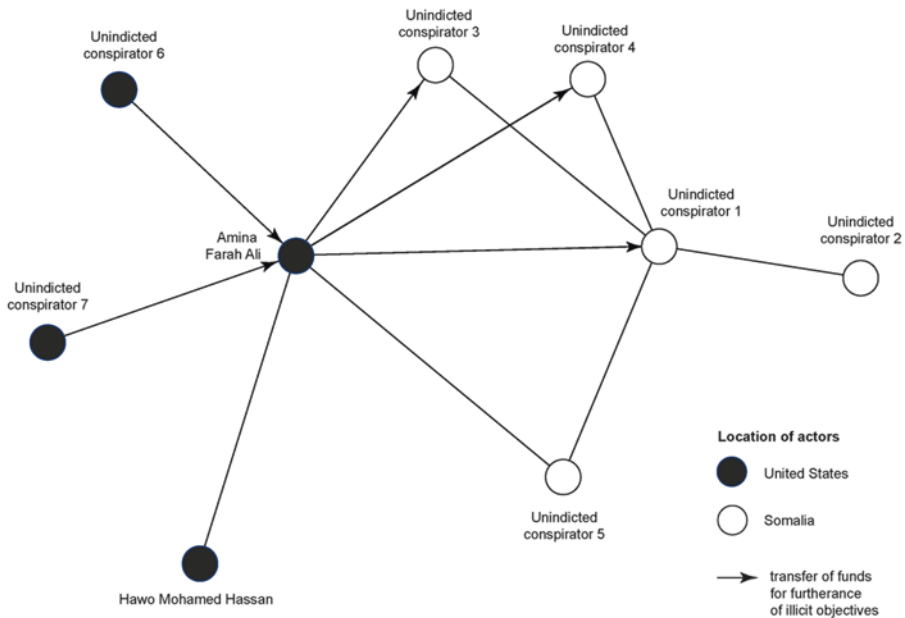 Unindicted
conspirator 6
Unindicted
conspirator 3
Unindicted
conspirator 4
Unindicted
conspirator 1
Unindicted
conspirator 2
Amina
Farah Ali
Unindicted
conspirator 7
Unindicted
conspirator 5
Hawo Mohamed Hassan
Location of actors
United States
Somalia
transfer of funds
for furtherance
of illicit objectives